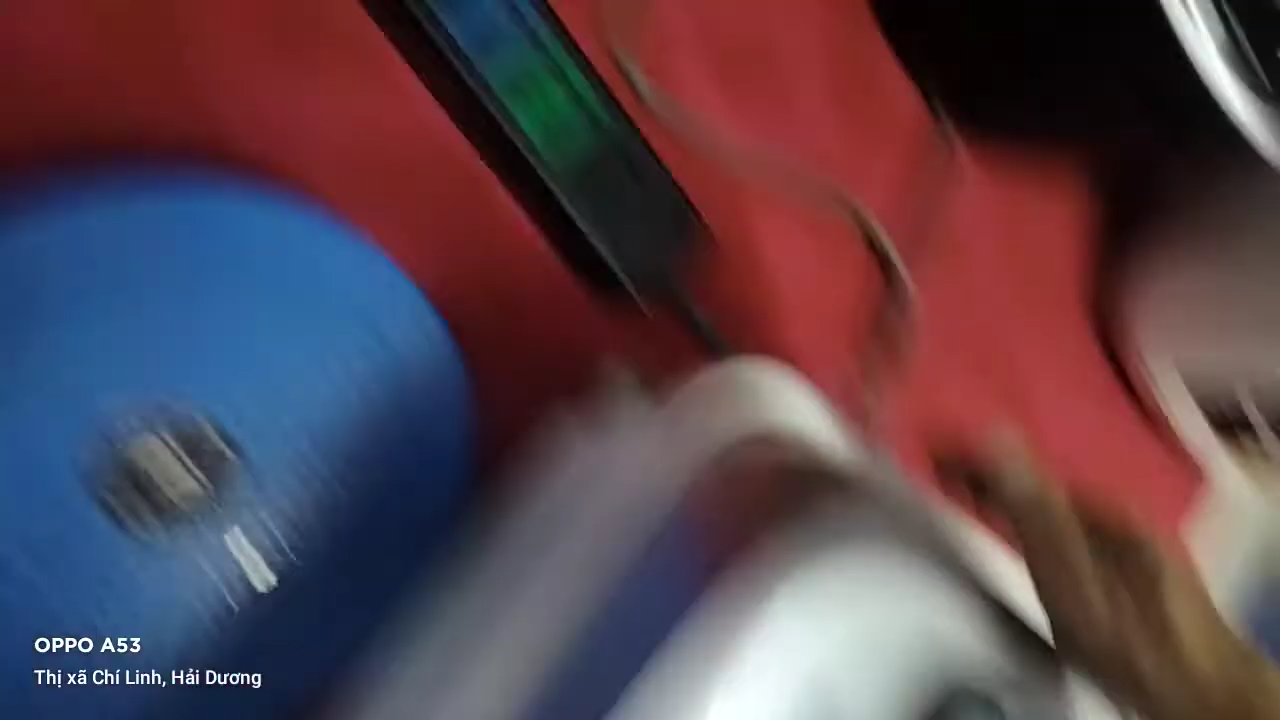 OPPO A53
Thị xã Chí Linh, Hải Dương